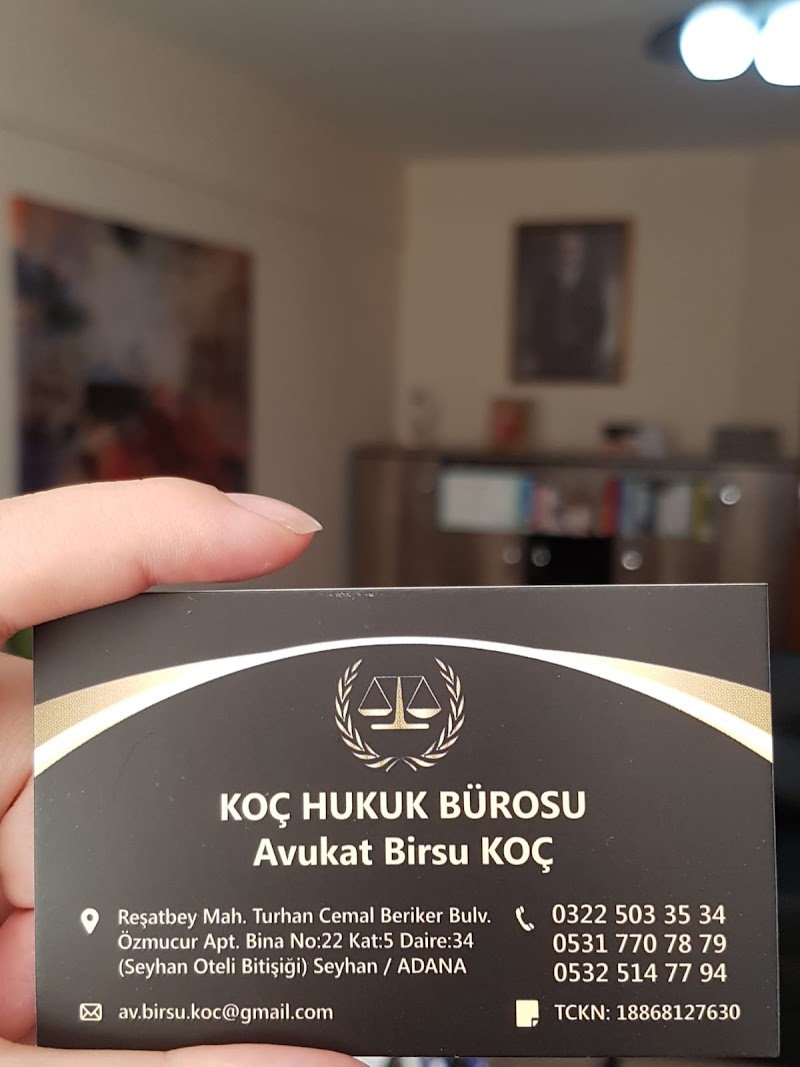 KOÇ HUKUK BÜROSU
Avukat Birsu KOÇ
Reşatbey Mah. Turhan Cemal Beriker Bulv.
Özmucur Apt. Bina No:22 Kat:5 Daire:34
(Seyhan Oteli Bitişiği) Seyhan / ADANA
av.birsu.koc@gmail.com
0322 503 35 34
0531 770 78 79
0532 514 77 94
TCKN: 18868127630